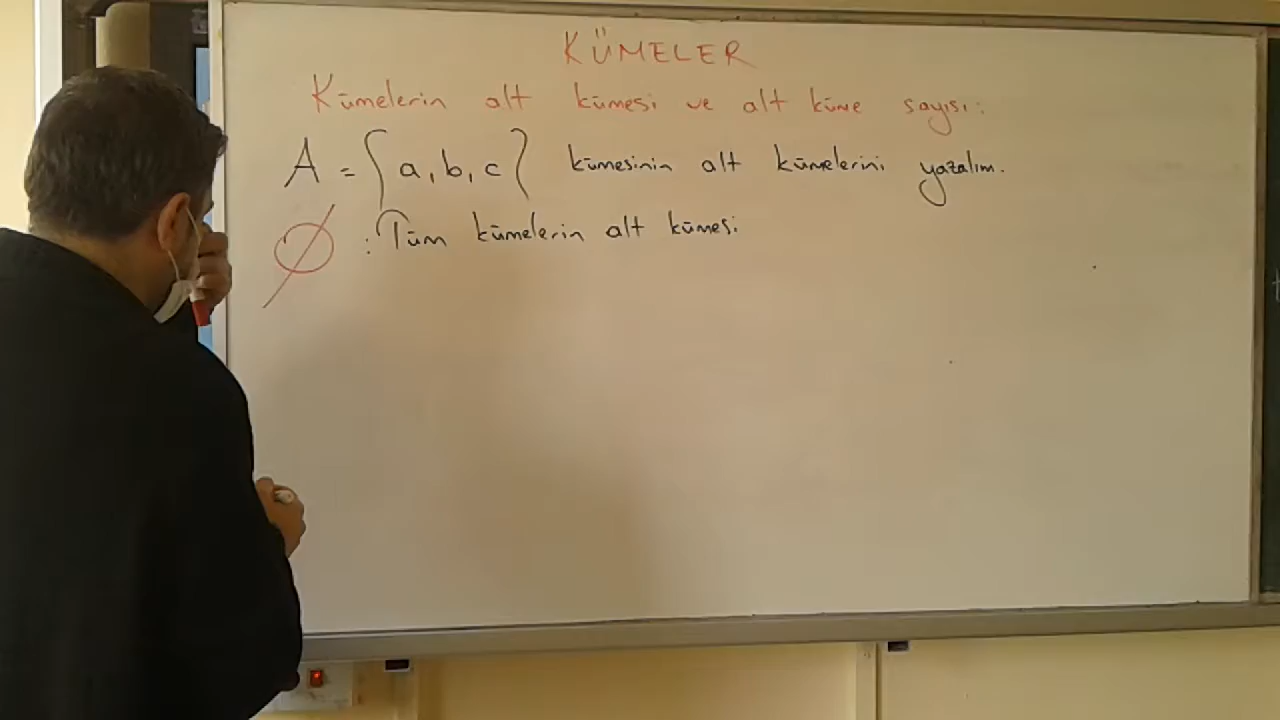 KÜMELER
Kümelerin alt kümesi ve alt küme sayısı:
A = {a, b, c} kümesinin alt kümelerini yazalım.
∅ : Tüm kümelerin alt kümesi